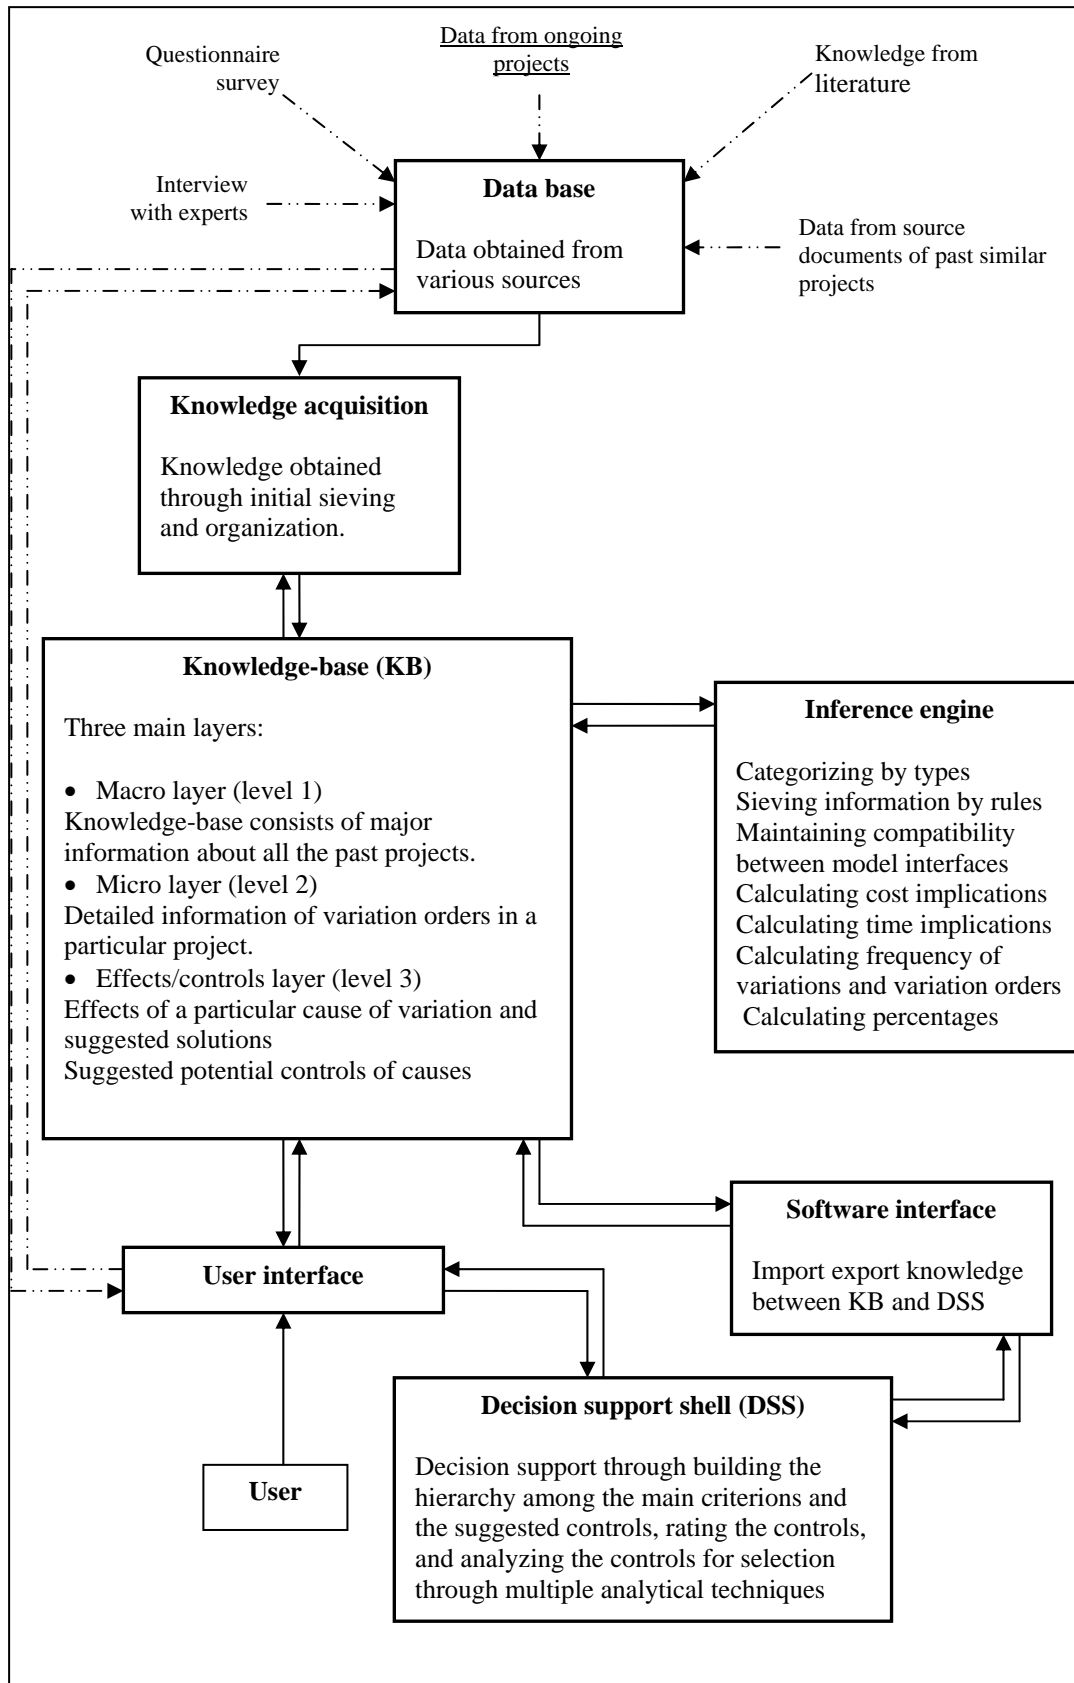 Data from ongoing
projects
Questionnaire
survey
Knowledge from
literature
Interview
with experts
Data base
Data obtained from
various sources
Data from source
documents of past similar
projects
Knowledge acquisition
Knowledge obtained
through initial sieving
and organization.
Knowledge-base (KB)
Three main layers:
• Macro layer (level 1)
Knowledge-base consists of major
information about all the past projects.
• Micro layer (level 2)
Detailed information of variation orders in a
particular project.
• Effects/controls layer (level 3)
Effects of a particular cause of variation and
suggested solutions
Suggested potential controls of causes
Inference engine
Categorizing by types
Sieving information by rules
Maintaining compatibility
between model interfaces
Calculating cost implications
Calculating time implications
Calculating frequency of
variations and variation orders
Calculating percentages
Software interface
Import export knowledge
between KB and DSS
User interface
Decision support shell (DSS)
Decision support through building the
hierarchy among the main criterions and
the suggested controls, rating the controls,
and analyzing the controls for selection
through multiple analytical techniques
User